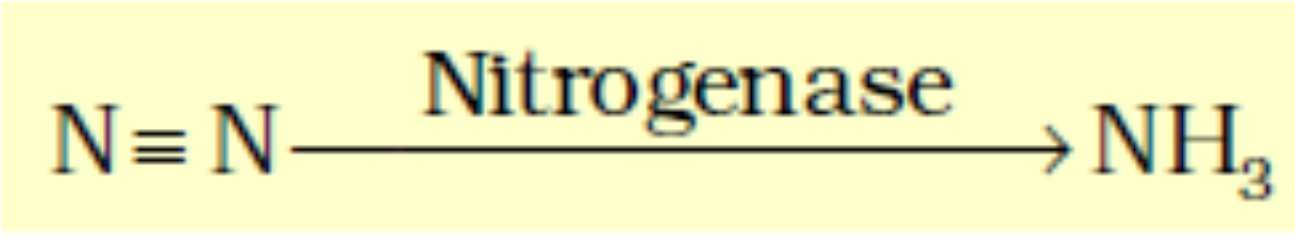 Nitrogenase
N≡N → NH₃